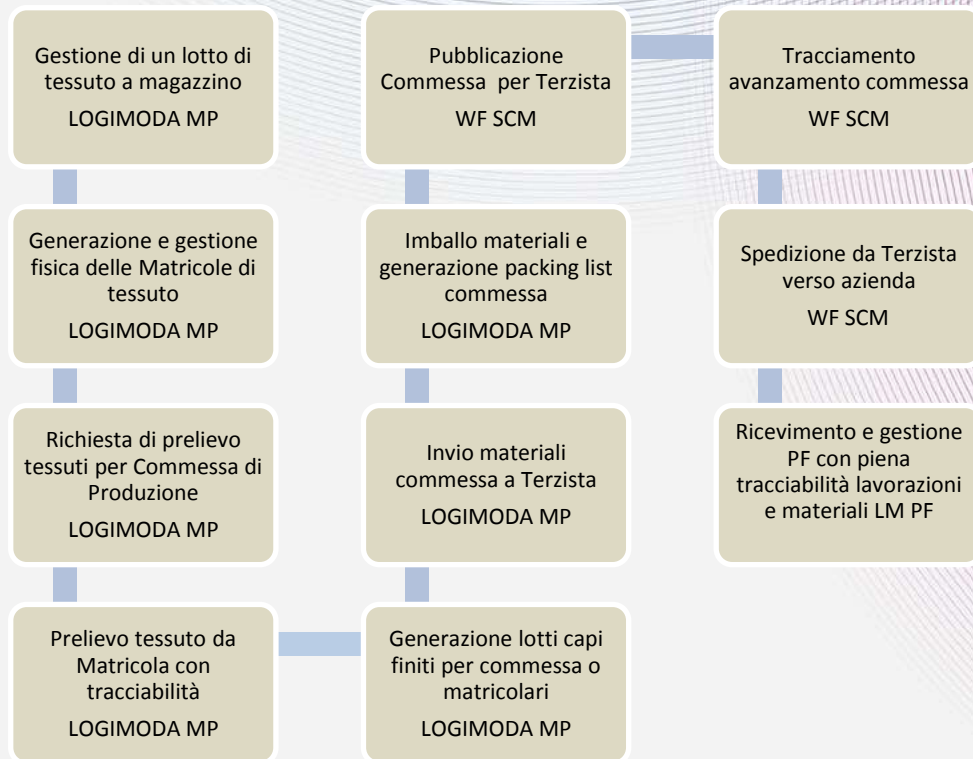 Gestione di un lotto di
tessuto a magazzino
LOGIMODA MP
Generazione e gestione
fisica delle Matricole di
tessuto
LOGIMODA MP
Richiesta di prelievo
tessuti per Commessa di
Produzione
LOGIMODA MP
Prelievo tessuto da
Matricola con
tracciabilità
LOGIMODA MP
Generazione lotti capi
finiti per commessa o
matricolari
LOGIMODA MP
Invio materiali
commessa a Terzista
LOGIMODA MP
Imballo materiali e
generazione packing list
commessa
LOGIMODA MP
Pubblicazione
Commessa per Terzista
WF SCM
Tracciamento
avanzamento commessa
WF SCM
Spedizione da Terzista
verso azienda
WF SCM
Ricevimento e gestione
PF con piena
tracciabilità lavorazioni
e materiali LM PF